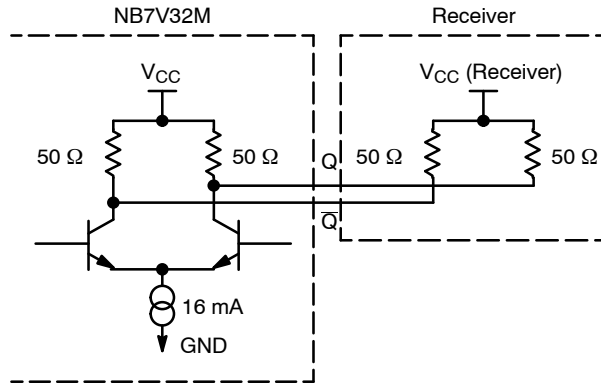 NB7V32M
Receiver
VCC
VCC (Receiver)
50 Ω
50 Ω
Q
50 Ω
50 Ω
Q̅
16 mA
GND